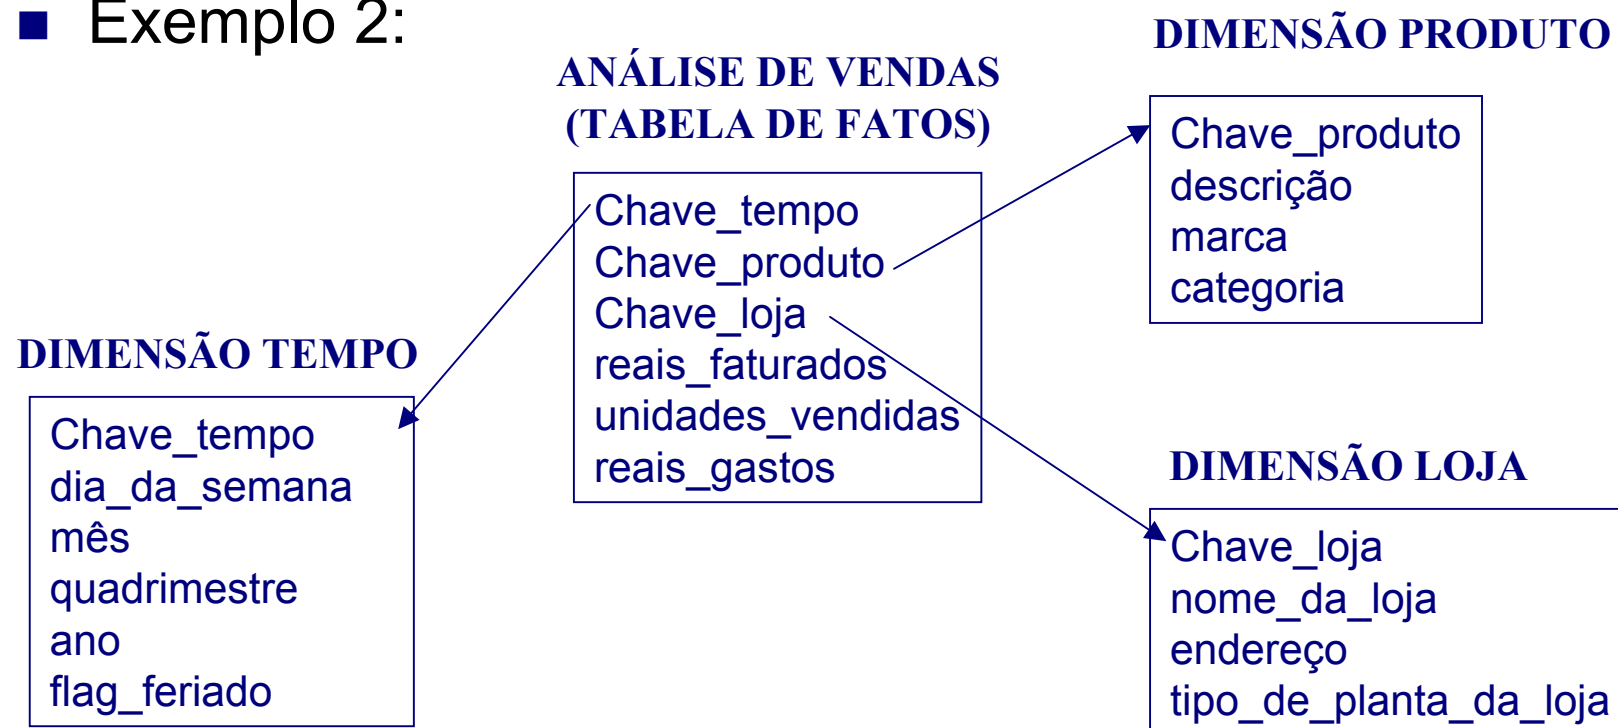 Exemplo 2:
ANÁLISE DE VENDAS
(TABELA DE FATOS)
Chave_tempo
Chave_produto
Chave_loja
reais_faturados
unidades_vendidas
reais_gastos
DIMENSÃO PRODUTO
Chave_produto
descrição
marca
categoria
DIMENSÃO TEMPO
Chave_tempo
dia_da_semana
mês
quadrimestre
ano
flag_feriado
DIMENSÃO LOJA
Chave_loja
nome_da_loja
endereço
tipo_de_planta_da_loja